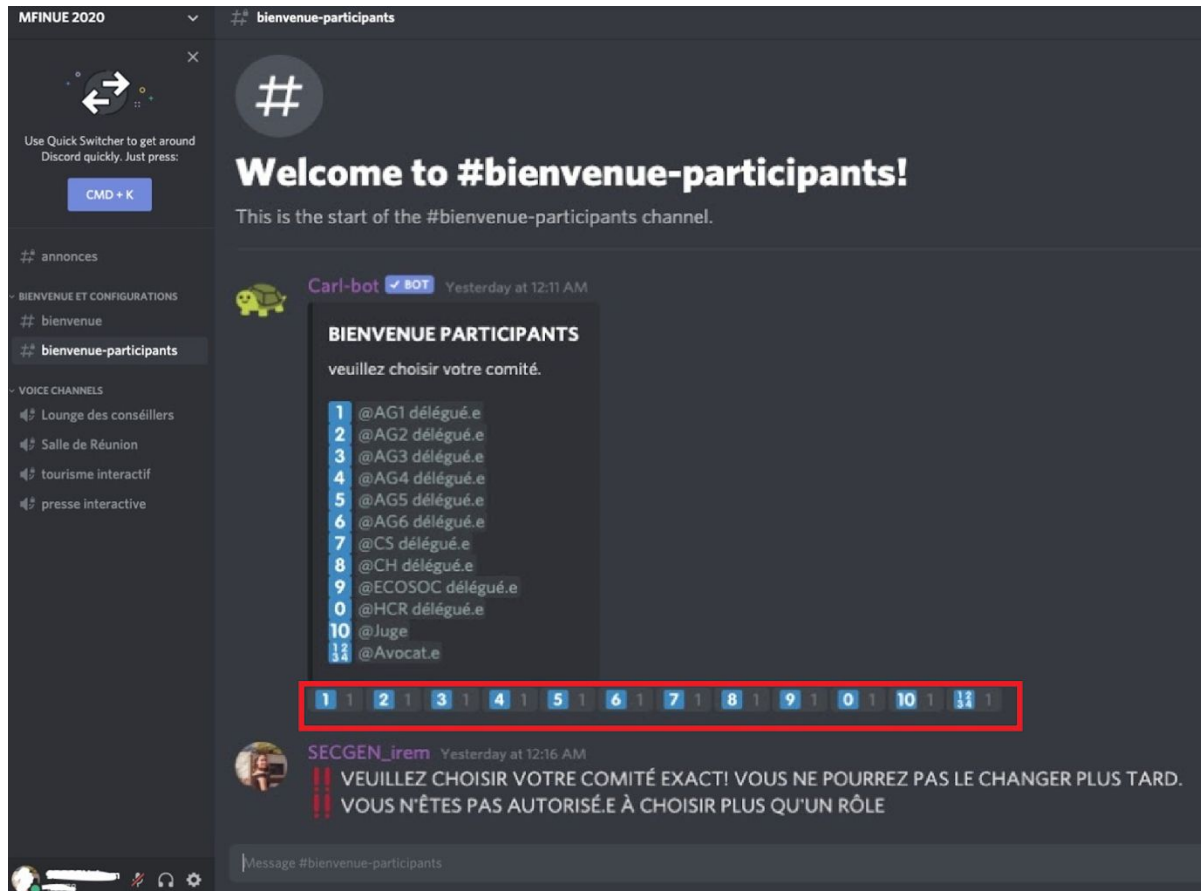 MFINUE 2020
Use Quick Switcher to get around
Discord quickly. Just press:
CMD + K
annonces
BIENVENUE ET CONFIGURATIONS
bienvenue
bienvenue-participants
VOICE CHANNELS
Lounge des conséillers
Salle de Réunion
tourisme interactif
presse interactive
bienvenue-participants
#
Welcome to #bienvenue-participants!
This is the start of the #bienvenue-participants channel.
Carl-bot ✓ BOT Yesterday at 12:11 AM
BIENVENUE PARTICIPANTS
veuillez choisir votre comité.
1 @AG1 délégué.e
2 @AG2 délégué.e
3 @AG3 délégué.e
4 @AG4 délégué.e
5 @AG5 délégué.e
6 @AG6 délégué.e
7 @CS délégué.e
8 @CH délégué.e
9 @ECOSOC délégué.e
0 @HCR délégué.e
10 @Juge
1234 @Avocat.e
1 1 2 1 3 1 4 1 5 1 6 1 7 1 8 1 9 1 0 1 10 1 1234 1
SECGEN_irem Yesterday at 12:16 AM
‼ VEUILLEZ CHOISIR VOTRE COMITÉ EXACT! VOUS NE POURREZ PAS LE CHANGER PLUS TARD.
‼ VOUS N'ÊTES PAS AUTORISÉ.E À CHOISIR PLUS QU'UN RÔLE
Message #bienvenue-participants